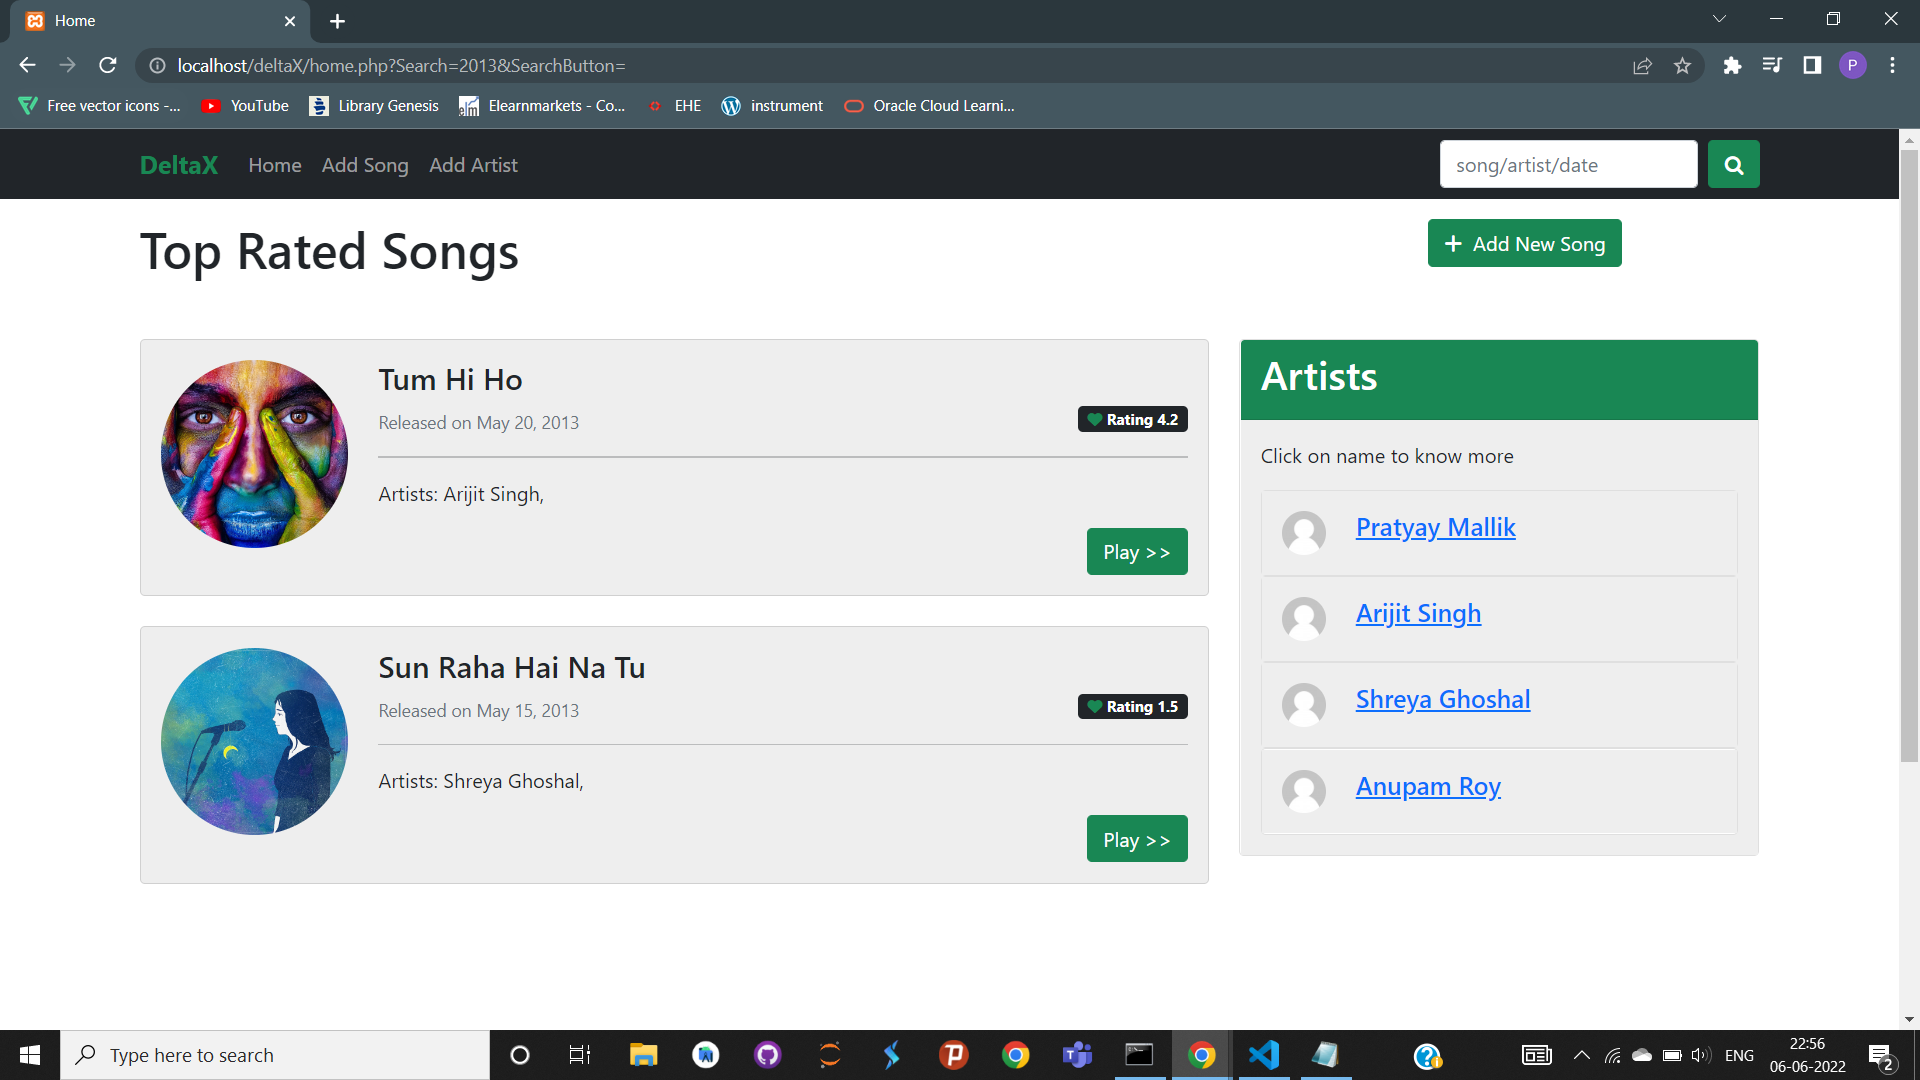 Home
localhost/deltaX/home.php?Search=2013&SearchButton=
P
Free vector icons -...
YouTube
Library Genesis
elm
Elearnmarkets - Co...
EHE
instrument
Oracle Cloud Learni...
DeltaX
Home
Add Song
Add Artist
song/artist/date
Top Rated Songs
+ Add New Song
Tum Hi Ho
Released on May 20, 2013
Rating 4.2
Artists: Arijit Singh,
Play >>
Sun Raha Hai Na Tu
Released on May 15, 2013
Rating 1.5
Artists: Shreya Ghoshal,
Play >>
Artists
Click on name to know more
Pratyay Mallik
Arijit Singh
Shreya Ghoshal
Anupam Roy
Type here to search
ENG
22:56
06-06-2022
2